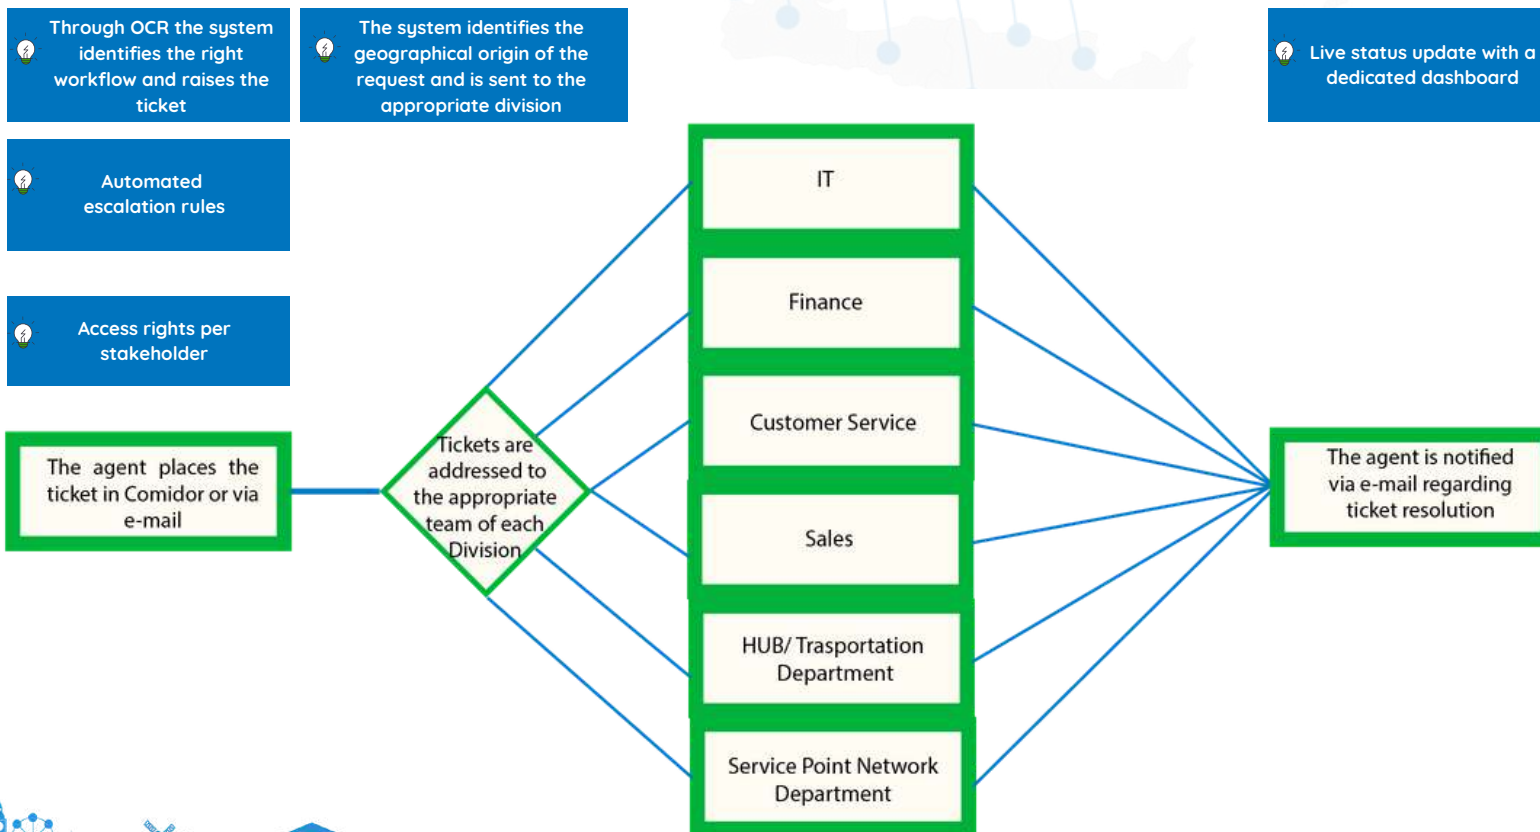 Through OCR the system
identifies the right
workflow and raises the
ticket
The system identifies the
geographical origin of the
request and is sent to the
appropriate division
Live status update with a
dedicated dashboard
Automated
escalation rules
Access rights per
stakeholder
The agent places the
ticket in Comidor or via
e-mail
Tickets are
addressed to
the appropriate
team of each
Division
IT
Finance
Customer Service
Sales
HUB/ Trasportation
Department
Service Point Network
Department
The agent is notified
via e-mail regarding
ticket resolution